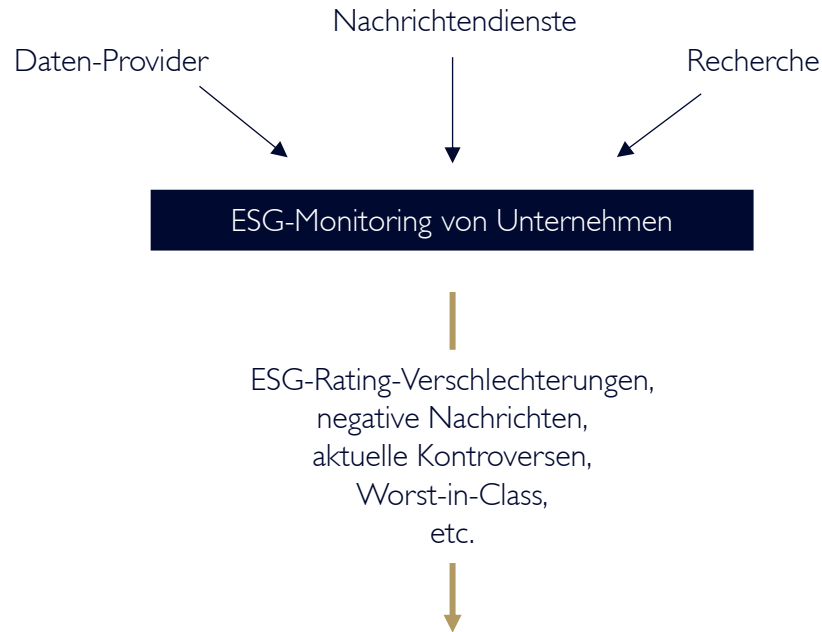 Nachrichtendienste
Daten-Provider
Recherche
ESG-Monitoring von Unternehmen
ESG-Rating-Verschlechterungen,
negative Nachrichten,
aktuelle Kontroversen,
Worst-in-Class,
etc.